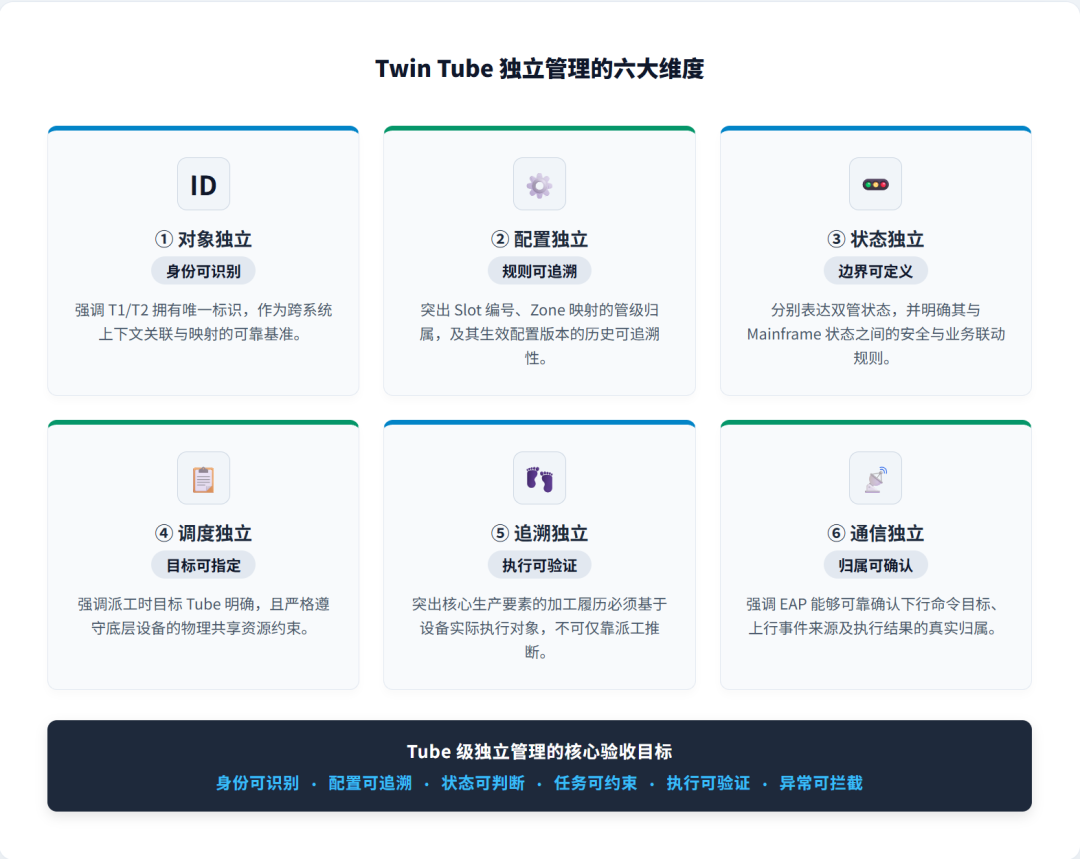 Twin Tube 独立管理的六大维度
ID
① 对象独立
身份可识别
强调 T1/T2 拥有唯一标识，作为跨系统
上下文关联与映射的可靠基准。
② 配置独立
规则可追溯
突出 Slot 编号、Zone 映射的管级归
属，及其生效配置版本的历史可追溯
性。
③ 状态独立
边界可定义
分别表达双管状态，并明确其与
Mainframe 状态之间的安全与业务联动
规则。
④ 调度独立
目标可指定
强调派工时目标 Tube 明确，且严格遵
守底层设备的物理共享资源约束。
⑤ 追溯独立
执行可验证
突出核心生产要素的加工履历必须基于
设备实际执行对象，不可仅靠派工推
断。
⑥ 通信独立
归属可确认
强调 EAP 能够可靠确认下行命令目标、
上行事件来源及执行结果的真实归属。
Tube 级独立管理的核心验收目标
身份可识别 · 配置可追溯 · 状态可判断 · 任务可约束 · 执行可验证 · 异常可拦截